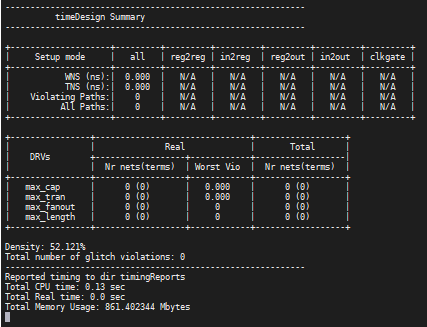 ------------------------------------------------------------
timeDesign Summary
------------------------------------------------------------
+--------------------+---------+---------+---------+---------+---------+---------+
| Setup mode | all | reg2reg | in2reg | reg2out | in2out | clkgate |
+--------------------+---------+---------+---------+---------+---------+---------+
| WNS (ns):| 0.000 | N/A | N/A | N/A | N/A | N/A |
| TNS (ns):| 0.000 | N/A | N/A | N/A | N/A | N/A |
| Violating Paths:| 0 | N/A | N/A | N/A | N/A | N/A |
| All Paths:| 0 | N/A | N/A | N/A | N/A | N/A |
+--------------------+---------+---------+---------+---------+---------+---------+
+----------------+-------------------------------+------------------+
| | Real | Total |
| DRVs +------------------+------------+------------------|
| | Nr nets(terms) | Worst Vio | Nr nets(terms) |
+----------------+------------------+------------+------------------+
| max_cap | 0 (0) | 0.000 | 0 (0) |
| max_tran | 0 (0) | 0.000 | 0 (0) |
| max_fanout | 0 (0) | 0 | 0 (0) |
| max_length | 0 (0) | 0 | 0 (0) |
+----------------+------------------+------------+------------------+
Density: 52.121%
Total number of glitch violations: 0
------------------------------------------------------------
Reported timing to dir timingReports
Total CPU time: 0.13 sec
Total Real time: 0.0 sec
Total Memory Usage: 861.402344 Mbytes